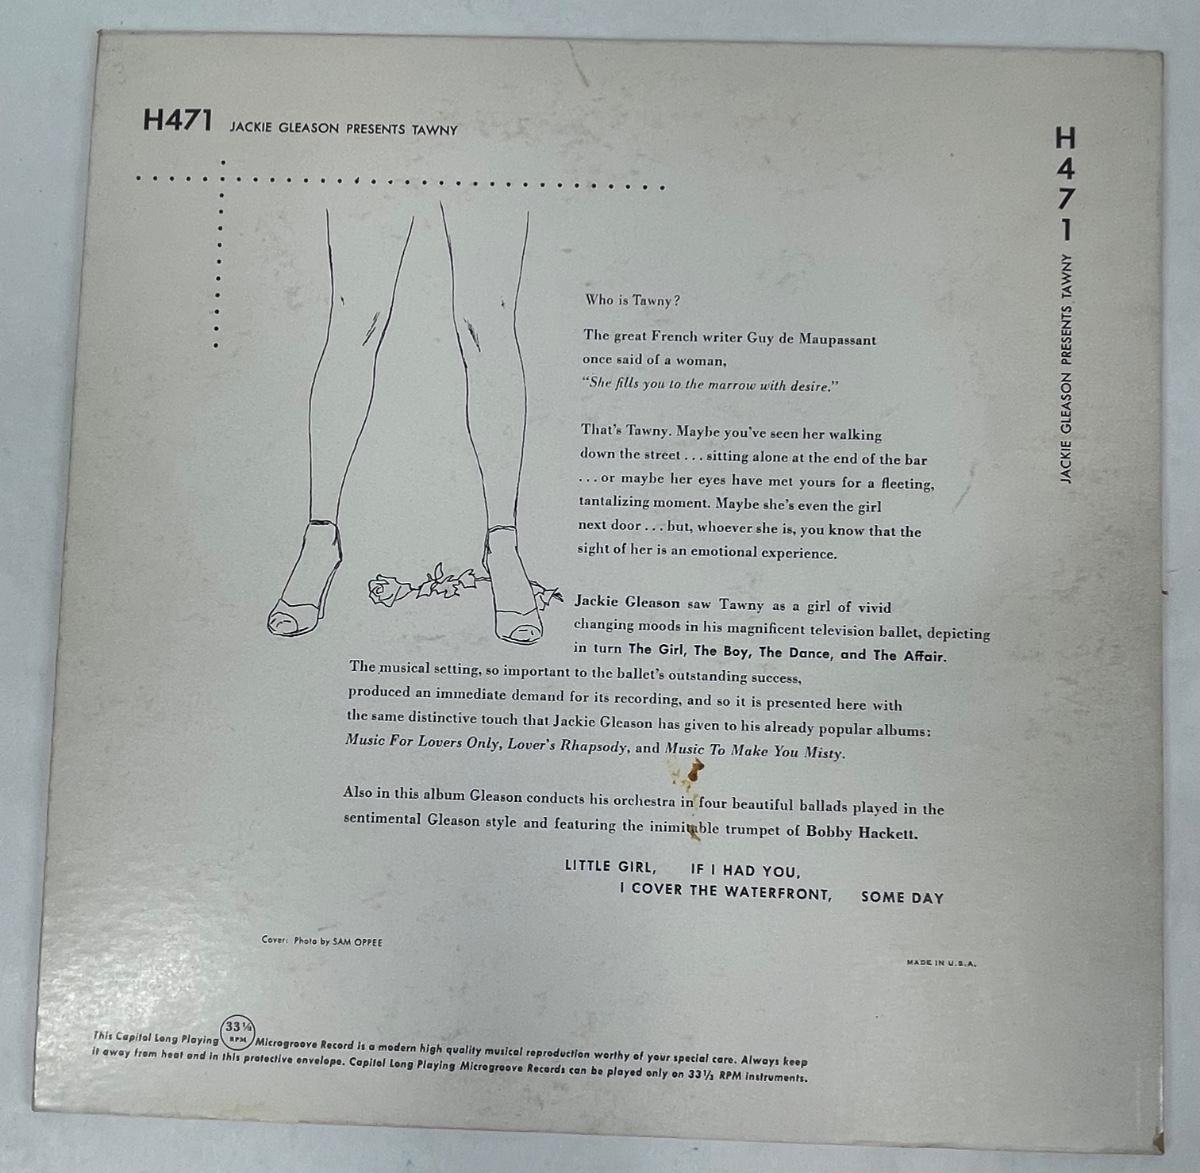 H471 JACKIE GLEASON PRESENTS TAWNY
H471 JACKIE GLEASON PRESENTS TAWNY
Who is Tawny?
The great French writer Guy de Maupassant
once said of a woman,
"She fills you to the marrow with desire."
That's Tawny. Maybe you've seen her walking
down the street . . . sitting alone at the end of the bar
. . . or maybe her eyes have met yours for a fleeting,
tantalizing moment. Maybe she's even the girl
next door . . . but, whoever she is, you know that the
sight of her is an emotional experience.
Jackie Gleason saw Tawny as a girl of vivid
changing moods in his magnificent television ballet, depicting
in turn The Girl, The Boy, The Dance, and The Affair.
The musical setting, so important to the ballet's outstanding success,
produced an immediate demand for its recording, and so it is presented here with
the same distinctive touch that Jackie Gleason has given to his already popular albums:
Music For Lovers Only, Lover's Rhapsody, and Music To Make You Misty.
Also in this album Gleason conducts his orchestra in four beautiful ballads played in the
sentimental Gleason style and featuring the inimitable trumpet of Bobby Hackett.
LITTLE GIRL, IF I HAD YOU,
I COVER THE WATERFRONT, SOME DAY
Cover: Photo by SAM OPPEE
MADE IN U.S.A.
This Capitol Long Playing 33⅓ RPM Microgroove Record is a modern high quality musical reproduction worthy of your special care. Always keep
it away from heat and in this protective envelope. Capitol Long Playing Microgroove Records can be played only on 33⅓ RPM instruments.